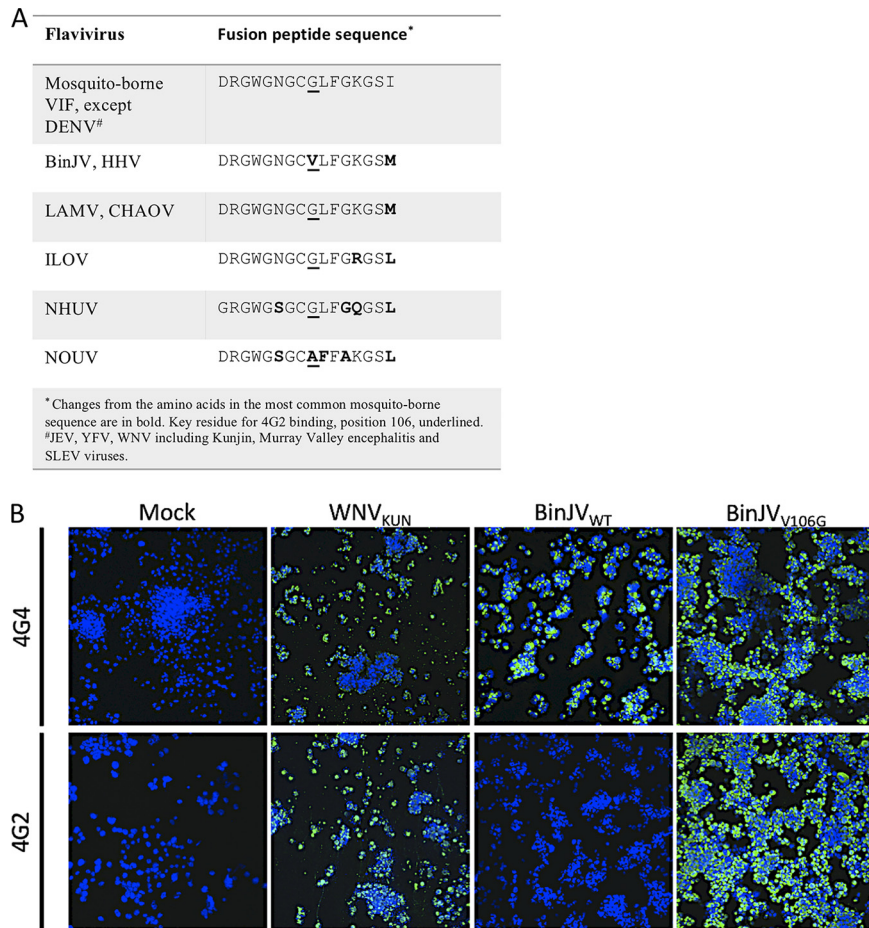 A
Flavivirus Fusion peptide sequence*
Mosquito-borne DRGWGNGCGLFGKGSI
VIF, except
DENV#
BinJV, HHV DRGWGNGCVLFGKGSM
LAMV, CHAOV DRGWGNGCGLFGKGSM
ILOV DRGWGNGCGLFGRGSL
NHUV GRGWGSGCGLFGQGSL
NOUV DRGWGSGCAFFAKGSL
*Changes from the amino acids in the most common mosquito-borne
sequence are in bold. Key residue for 4G2 binding, position 106, underlined.
#JEV, YFV, WNV including Kunjin, Murray Valley encephalitis and
SLEV viruses.
B
Mock WNVKUN BinJVWT BinJVV106G
4G4
4G2